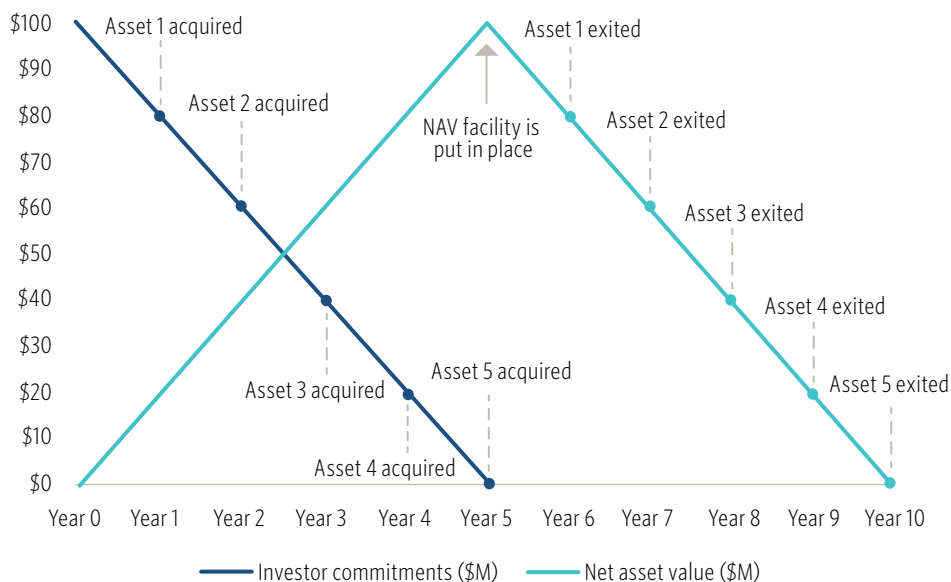 $100
$90
$80
$70
$60
$50
$40
$30
$20
$10
$0
Asset 1 acquired
Asset 2 acquired
Asset 3 acquired
Asset 4 acquired
Asset 5 acquired
NAV facility is
put in place
Asset 1 exited
Asset 2 exited
Asset 3 exited
Asset 4 exited
Asset 5 exited
Year 0 Year 1 Year 2 Year 3 Year 4 Year 5 Year 6 Year 7 Year 8 Year 9 Year 10
Investor commitments ($M) Net asset value ($M)